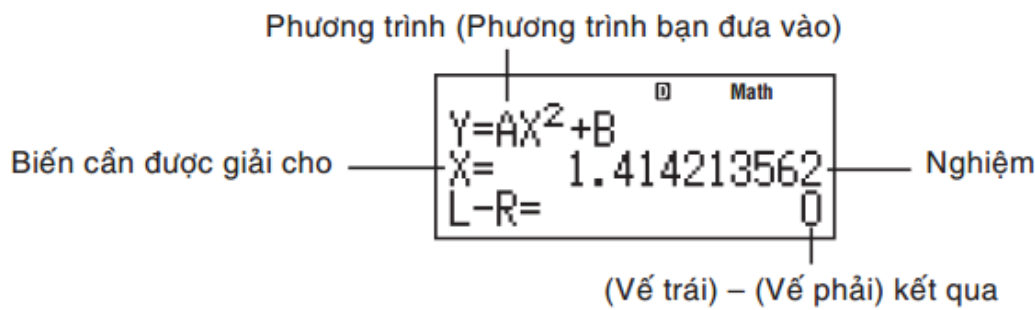 Phương trình (Phương trình bạn đưa vào)
D Math
Y=AX²+B
Biến cần được giải cho
X= 1.414213562
Nghiệm
L-R= 0
(Vế trái) – (Vế phải) kết qua